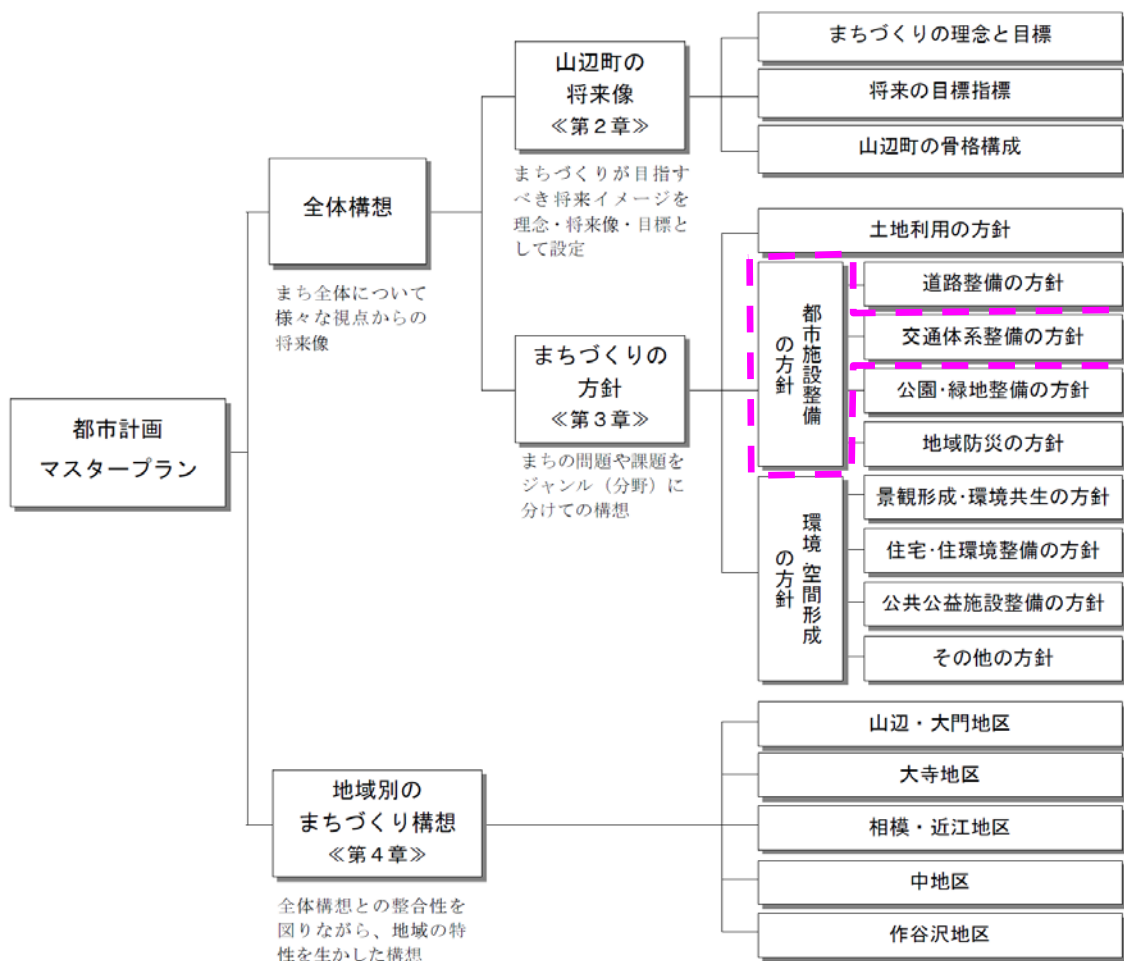 都市計画
マスタープラン
全体構想
まち全体について
様々な視点からの
将来像
山辺町の
将来像
≪第２章≫
まちづくりが目指す
べき将来イメージを
理念・将来像・目標と
して設定
まちづくりの理念と目標
将来の目標指標
山辺町の骨格構成
まちづくりの
方針
≪第３章≫
まちの問題や課題を
ジャンル（分野）に
分けての構想
土地利用の方針
都市施設整備
の方針
道路整備の方針
交通体系整備の方針
公園・緑地整備の方針
地域防災の方針
環境・空間形成
の方針
景観形成・環境共生の方針
住宅・住環境整備の方針
公共公益施設整備の方針
その他の方針
地域別の
まちづくり構想
≪第４章≫
全体構想との整合性を
図りながら、地域の特
性を生かした構想
山辺・大門地区
大寺地区
相模・近江地区
中地区
作谷沢地区